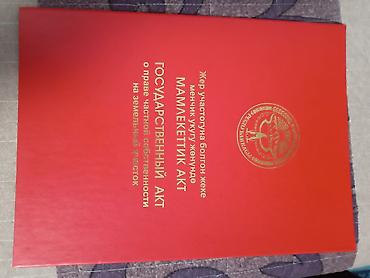 Жер участогуна болгон жеке
менчик укугу жөнүндө
МАМЛЕКЕТТИК АКТ
ГОСУДАРСТВЕННЫЙ АКТ
о праве частной собственности
на земельный участок